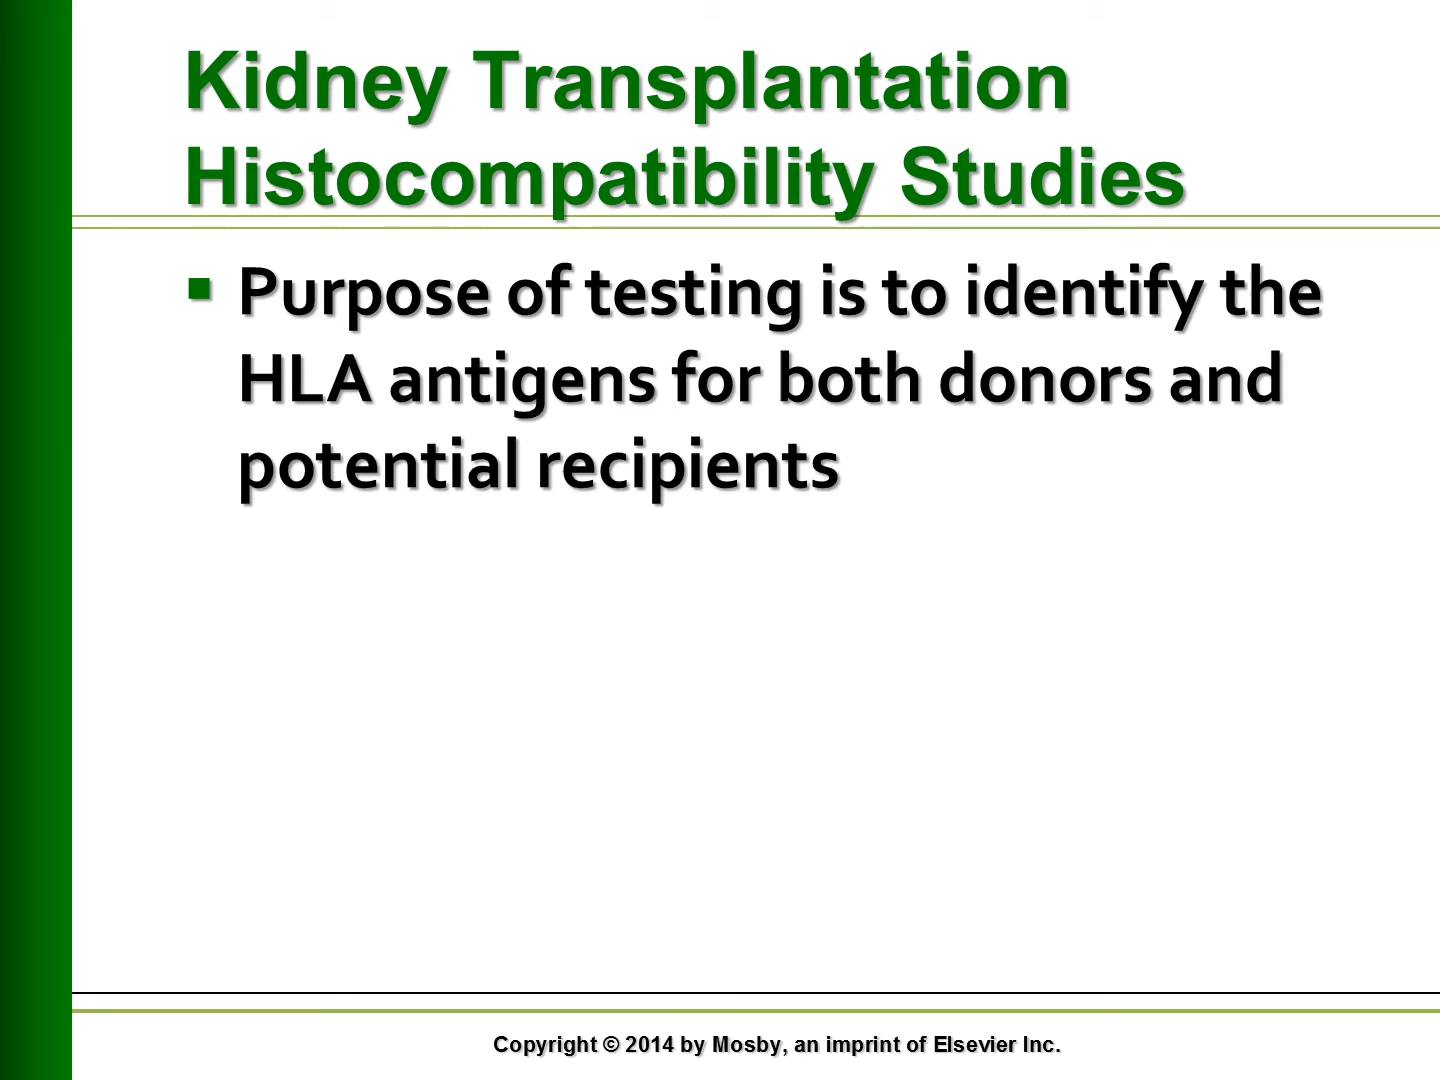 Kidney Transplantation
Histocompatibility Studies
▪ Purpose of testing is to identify the
HLA antigens for both donors and
potential recipients
Copyright © 2014 by Mosby, an imprint of Elsevier Inc.